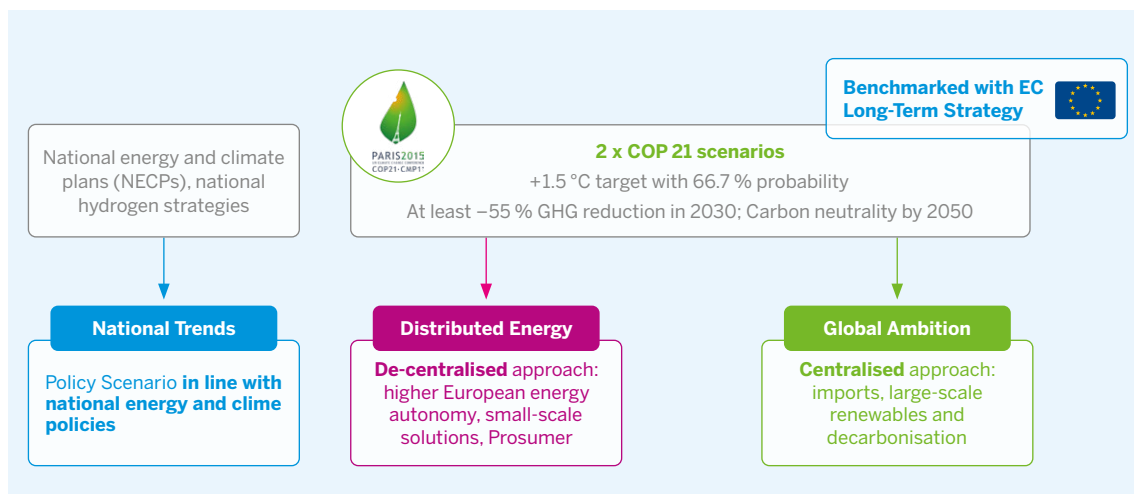 Benchmarked with EC
Long-Term Strategy
PARIS2015
COP21·CMP11
National energy and climate
plans (NECPs), national
hydrogen strategies
2 x COP 21 scenarios
+1.5 °C target with 66.7 % probability
At least –55 % GHG reduction in 2030; Carbon neutrality by 2050
National Trends
Policy Scenario in line with
national energy and clime
policies
Distributed Energy
De-centralised approach:
higher European energy
autonomy, small-scale
solutions, Prosumer
Global Ambition
Centralised approach:
imports, large-scale
renewables and
decarbonisation